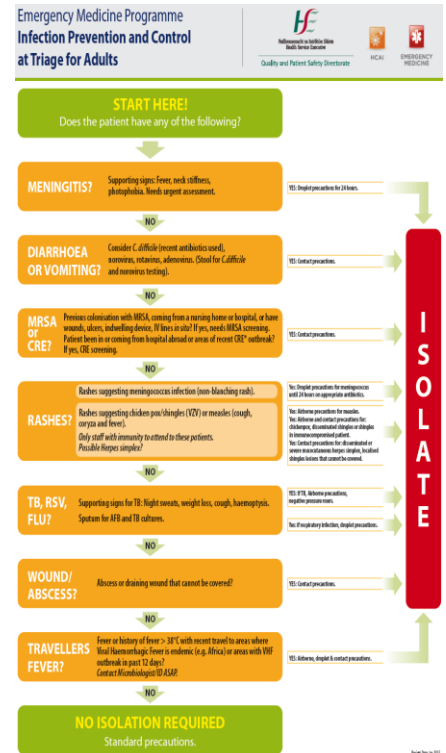 Emergency Medicine Programme
Infection Prevention and Control
at Triage for Adults
Feidhmeannacht na Seirbhíse Sláinte
Health Service Executive
Quality and Patient Safety Directorate
HCAI
EMERGENCY
MEDICINE
START HERE!
Does the patient have any of the following?
MENINGITIS?
Supporting signs: Fever, neck stiffness,
photophobia. Needs urgent assessment.
YES: Droplet precautions for 24 hours.
NO
DIARRHOEA
OR VOMITING?
Consider C. difficile (recent antibiotics used),
norovirus, rotavirus, adenovirus. (Stool for C.difficile
and norovirus testing).
YES: Contact precautions.
NO
MRSA
or
CRE?
Previous colonisation with MRSA, coming from a nursing home or hospital, or have
wounds, ulcers, indwelling device, IV lines in situ? If yes, needs MRSA screening.
Patient been in or coming from hospital abroad or areas of recent CRE* outbreak?
If yes, CRE screening.
YES: Contact precautions.
NO
RASHES?
Rashes suggesting meningococcus infection (non-blanching rash).
Yes: Droplet precautions for meningococcus
until 24 hours on appropriate antibiotics.
Rashes suggesting chicken pox/shingles (VZV) or measles (cough,
coryza and fever).
Only staff with immunity to attend to these patients.
Possible Herpes simplex?
Yes: Airborne precautions for measles.
Yes: Airborne and contact precautions for:
chickenpox, disseminated shingles or shingles
in immunocompromised patient.
Yes: Contact precautions for: disseminated or
severe mucocutaneous herpes simplex, localised
shingles lesions that cannot be covered.
NO
TB, RSV,
FLU?
Supporting signs for TB: Night sweats, weight loss, cough, haemoptysis.
Sputum for AFB and TB cultures.
YES: If TB, Airborne precautions,
negative pressure room.
Yes: If respiratory infection, droplet precautions.
NO
WOUND/
ABSCESS?
Abscess or draining wound that cannot be covered?
YES: Contact precautions.
NO
TRAVELLERS
FEVER?
Fever or history of fever > 38°C with recent travel to areas where
Viral Haemorrhagic Fever is endemic (e.g. Africa) or areas with VHF
outbreak in past 12 days?
Contact Microbiologist/ID ASAP.
YES: Airborne, droplet & contact precautions.
NO
NO ISOLATION REQUIRED
Standard precautions.
ISOLATE